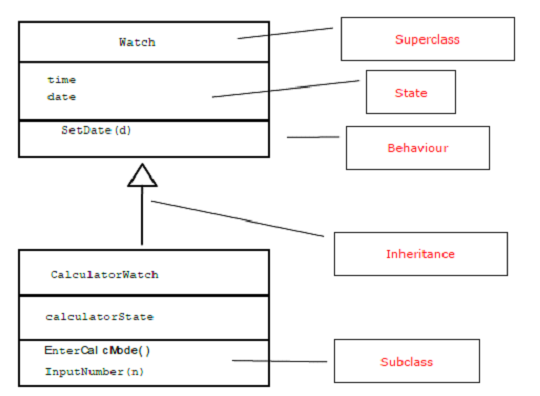 Watch
Superclass
time
date
State
SetDate(d)
Behaviour
Inheritance
CalculatorWatch
calculatorState
EnterCalcMode()
InputNumber(n)
Subclass